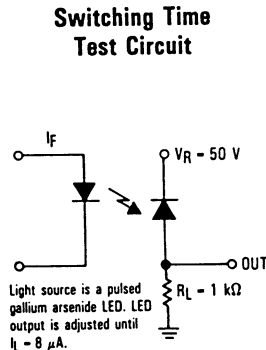 Switching Time
Test Circuit
IF
VR = 50 V
OUT
RL = 1 kΩ
Light source is a pulsed
gallium arsenide LED. LED
output is adjusted until
IL = 8 μA.